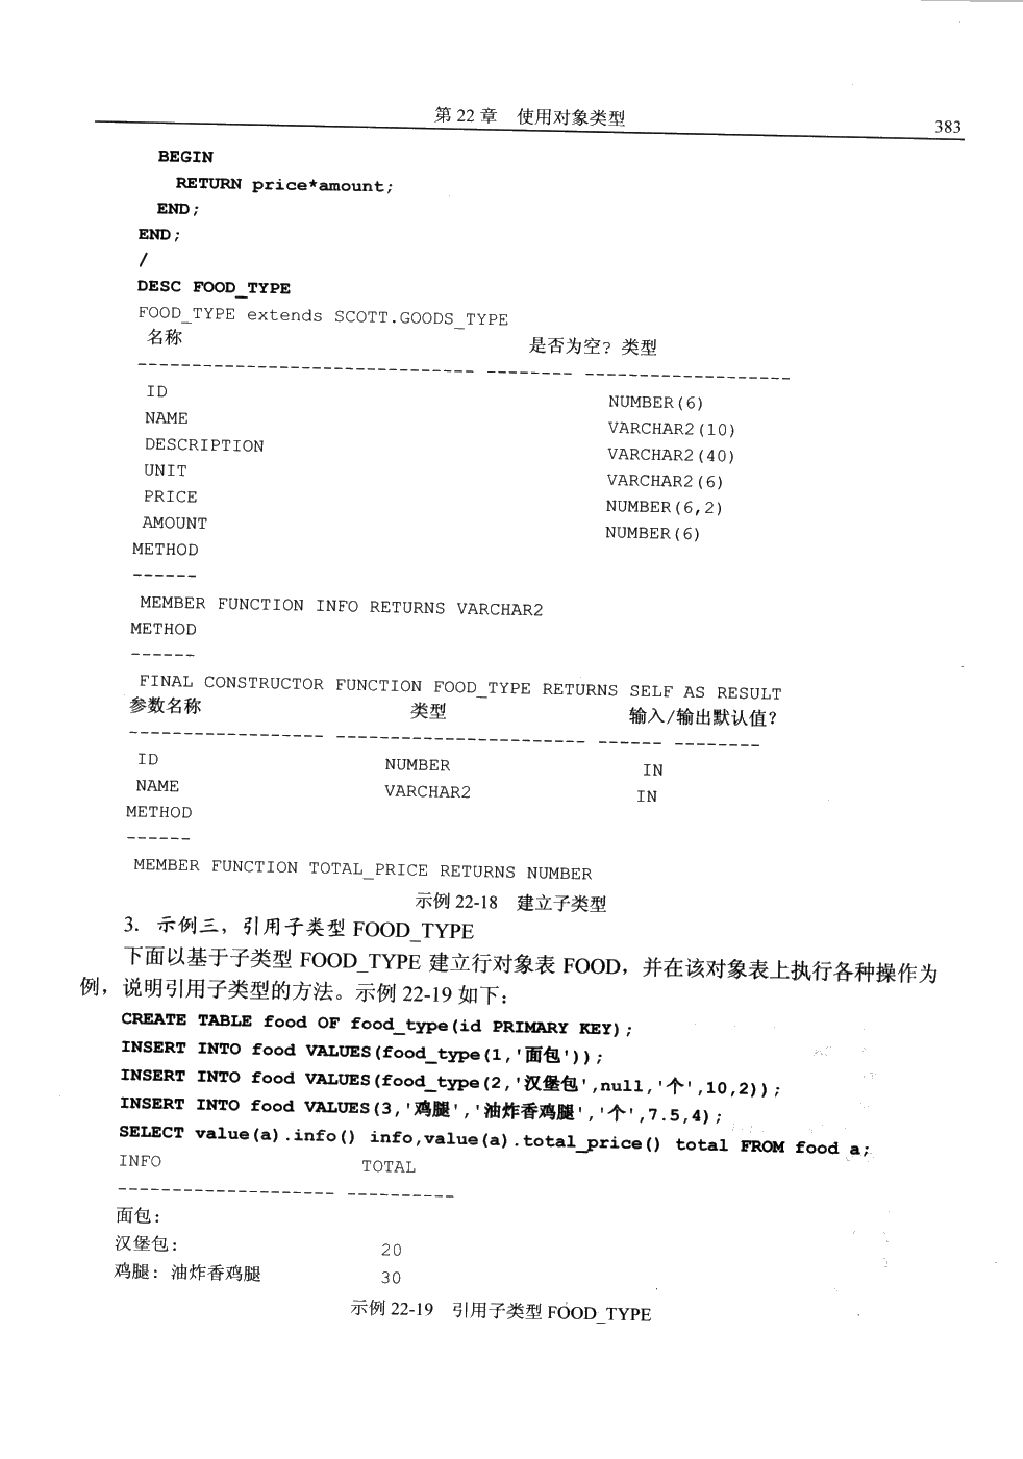 第 22 章 使用对象类型
383
BEGIN
RETURN price*amount;
END;
END;
/
DESC FOOD_TYPE
FOOD_TYPE extends SCOTT.GOODS_TYPE
名称 是否为空? 类型
------------------------------- -------- -------------------
ID NUMBER(6)
NAME VARCHAR2(10)
DESCRIPTION VARCHAR2(40)
UNIT VARCHAR2(6)
PRICE NUMBER(6,2)
AMOUNT NUMBER(6)
METHOD
------
MEMBER FUNCTION INFO RETURNS VARCHAR2
METHOD
------
FINAL CONSTRUCTOR FUNCTION FOOD_TYPE RETURNS SELF AS RESULT
参数名称 类型 输入/输出默认值?
------------------ ----------------------- ------ --------
ID NUMBER IN
NAME VARCHAR2 IN
METHOD
------
MEMBER FUNCTION TOTAL_PRICE RETURNS NUMBER
示例 22-18 建立子类型
3. 示例三，引用子类型 FOOD_TYPE
下面以基于子类型 FOOD_TYPE 建立行对象表 FOOD，并在该对象表上执行各种操作为
例，说明引用子类型的方法。示例 22-19 如下：
CREATE TABLE food OF food_type(id PRIMARY KEY);
INSERT INTO food VALUES(food_type(1,'面包'));
INSERT INTO food VALUES(food_type(2,'汉堡包',null,'个',10,2));
INSERT INTO food VALUES(3,'鸡腿','油炸香鸡腿','个',7.5,4);
SELECT value(a).info() info,value(a).total_price() total FROM food a;
INFO TOTAL
-------------------- ----------
面包:
汉堡包: 20
鸡腿: 油炸香鸡腿 30
示例 22-19 引用子类型 FOOD_TYPE